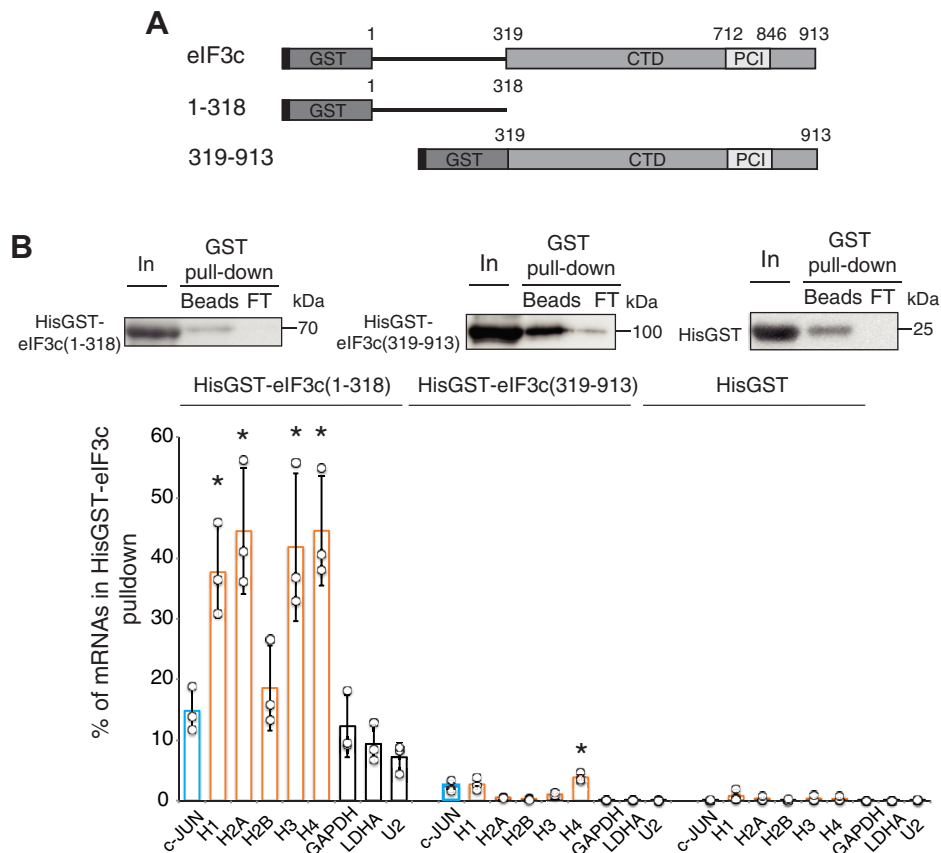 A
1 319 712 846 913
eIF3c GST CTD PCI
1 318
1-318 GST
319 913
319-913 GST CTD PCI
B
In GST pull-down
Beads FT kDa
HisGST-eIF3c(1-318) 70
In GST pull-down
Beads FT kDa
HisGST-eIF3c(319-913) 100
In GST pull-down
Beads FT kDa
HisGST 25
HisGST-eIF3c(1-318) HisGST-eIF3c(319-913) HisGST
% of mRNAs in HisGST-eIF3c pulldown
60
50
40
30
20
10
0
* * * * *
c-JUN H1 H2A H2B H3 H4 GAPDH LDHA U2 c-JUN H1 H2A H2B H3 H4 GAPDH LDHA U2 c-JUN H1 H2A H2B H3 H4 GAPDH LDHA U2